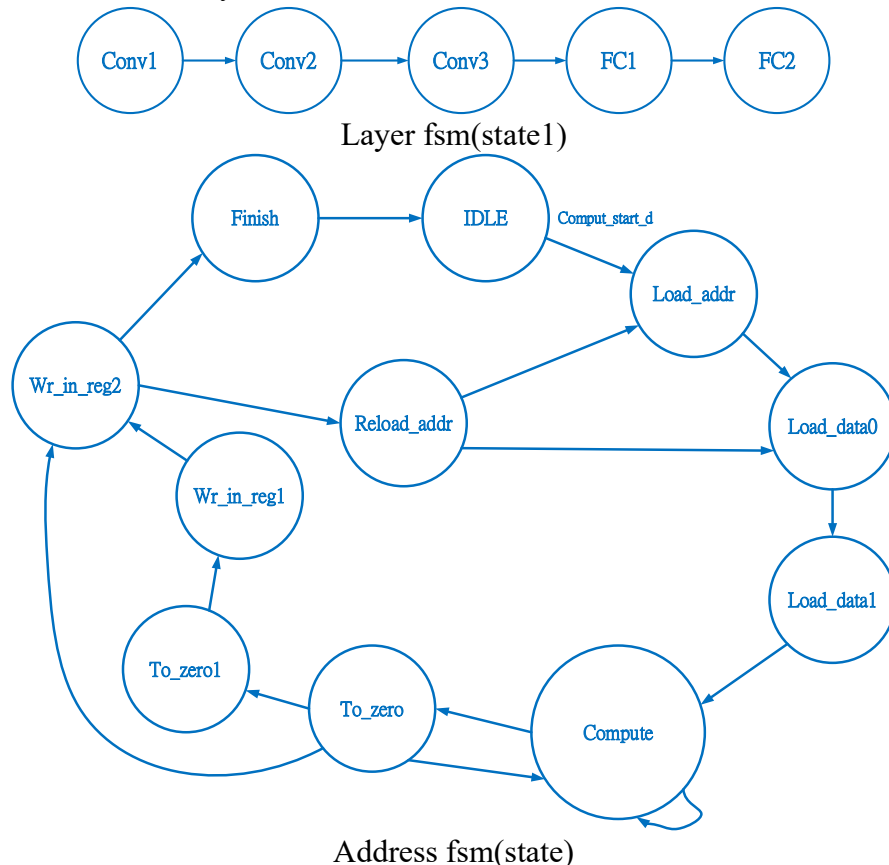 Conv1 Conv2 Conv3 FC1 FC2
Layer fsm(state1)
Finish IDLE Comput_start_d
Load_addr
Wr_in_reg2 Reload_addr Load_data0
Wr_in_reg1
Load_data1
To_zero1
To_zero Compute
Address fsm(state)